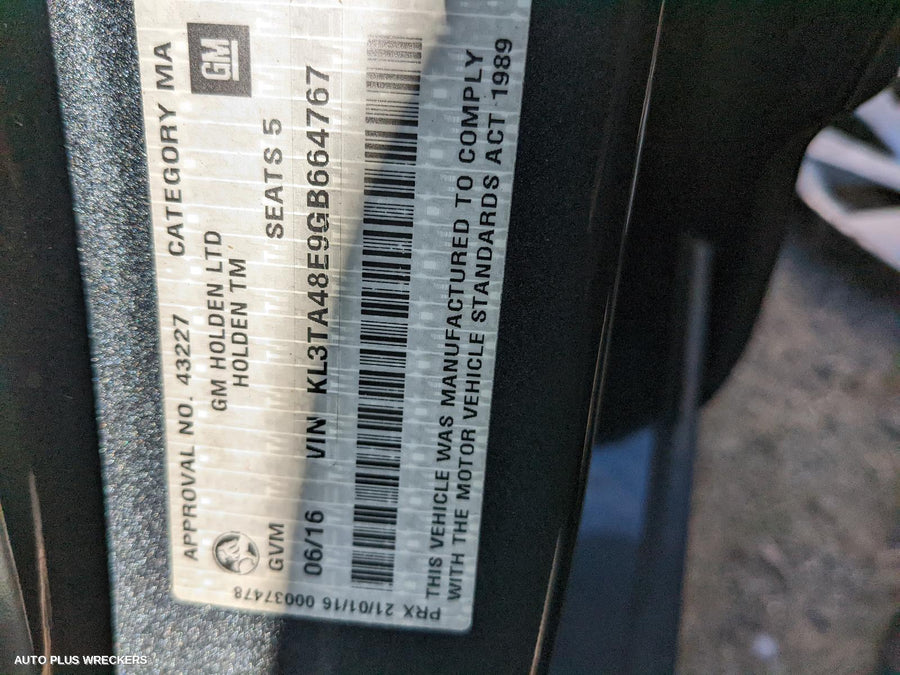 APPROVAL NO. 43227 CATEGORY MA
GM HOLDEN LTD
HOLDEN TM
GM
GVM SEATS 5
06/16 VIN KL3TA48E9GB664767
THIS VEHICLE WAS MANUFACTURED TO COMPLY
WITH THE MOTOR VEHICLE STANDARDS ACT 1989
PRX 21/01/16 00037478
AUTO PLUS WRECKERS